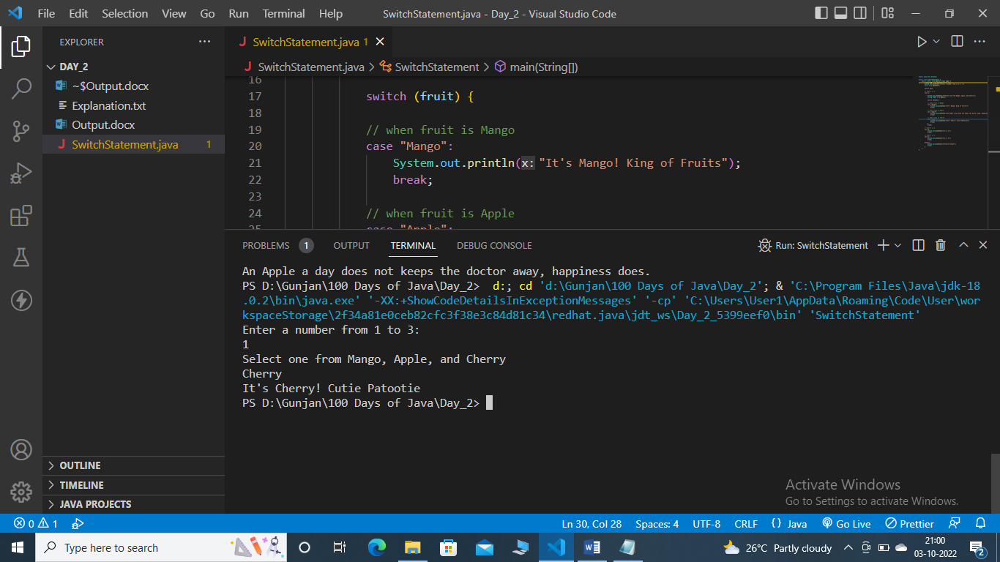 File Edit Selection View Go Run Terminal Help SwitchStatement.java - Day_2 - Visual Studio Code
EXPLORER
DAY_2
~$Output.docx
Explanation.txt
Output.docx
SwitchStatement.java 1
OUTLINE
TIMELINE
JAVA PROJECTS
SwitchStatement.java 1
SwitchStatement.java > SwitchStatement > main(String[])
16
17 switch (fruit) {
18
19 // when fruit is Mango
20 case "Mango":
21 System.out.println(x: "It's Mango! King of Fruits");
22 break;
23
24 // when fruit is Apple
25 case "Apple":
PROBLEMS 1 OUTPUT TERMINAL DEBUG CONSOLE Run: SwitchStatement
An Apple a day does not keeps the doctor away, happiness does.
PS D:\Gunjan\100 Days of Java\Day_2>  d:; cd 'd:\Gunjan\100 Days of Java\Day_2'; & 'C:\Program Files\Java\jdk-18
.0.2\bin\java.exe' '-XX:+ShowCodeDetailsInExceptionMessages' '-cp' 'C:\Users\User1\AppData\Roaming\Code\User\wor
kspaceStorage\2f34a81e0ceb82cfc3f38e3c84d81c34\redhat.java\jdt_ws\Day_2_5399eef0\bin' 'SwitchStatement'
Enter a number from 1 to 3:
1
Select one from Mango, Apple, and Cherry
Cherry
It's Cherry! Cutie Patootie
PS D:\Gunjan\100 Days of Java\Day_2>
Activate Windows
Go to Settings to activate Windows.
0 1 Ln 30, Col 28 Spaces: 4 UTF-8 CRLF {} Java Go Live Prettier
Type here to search 26°C Partly cloudy 21:00
03-10-2022 2